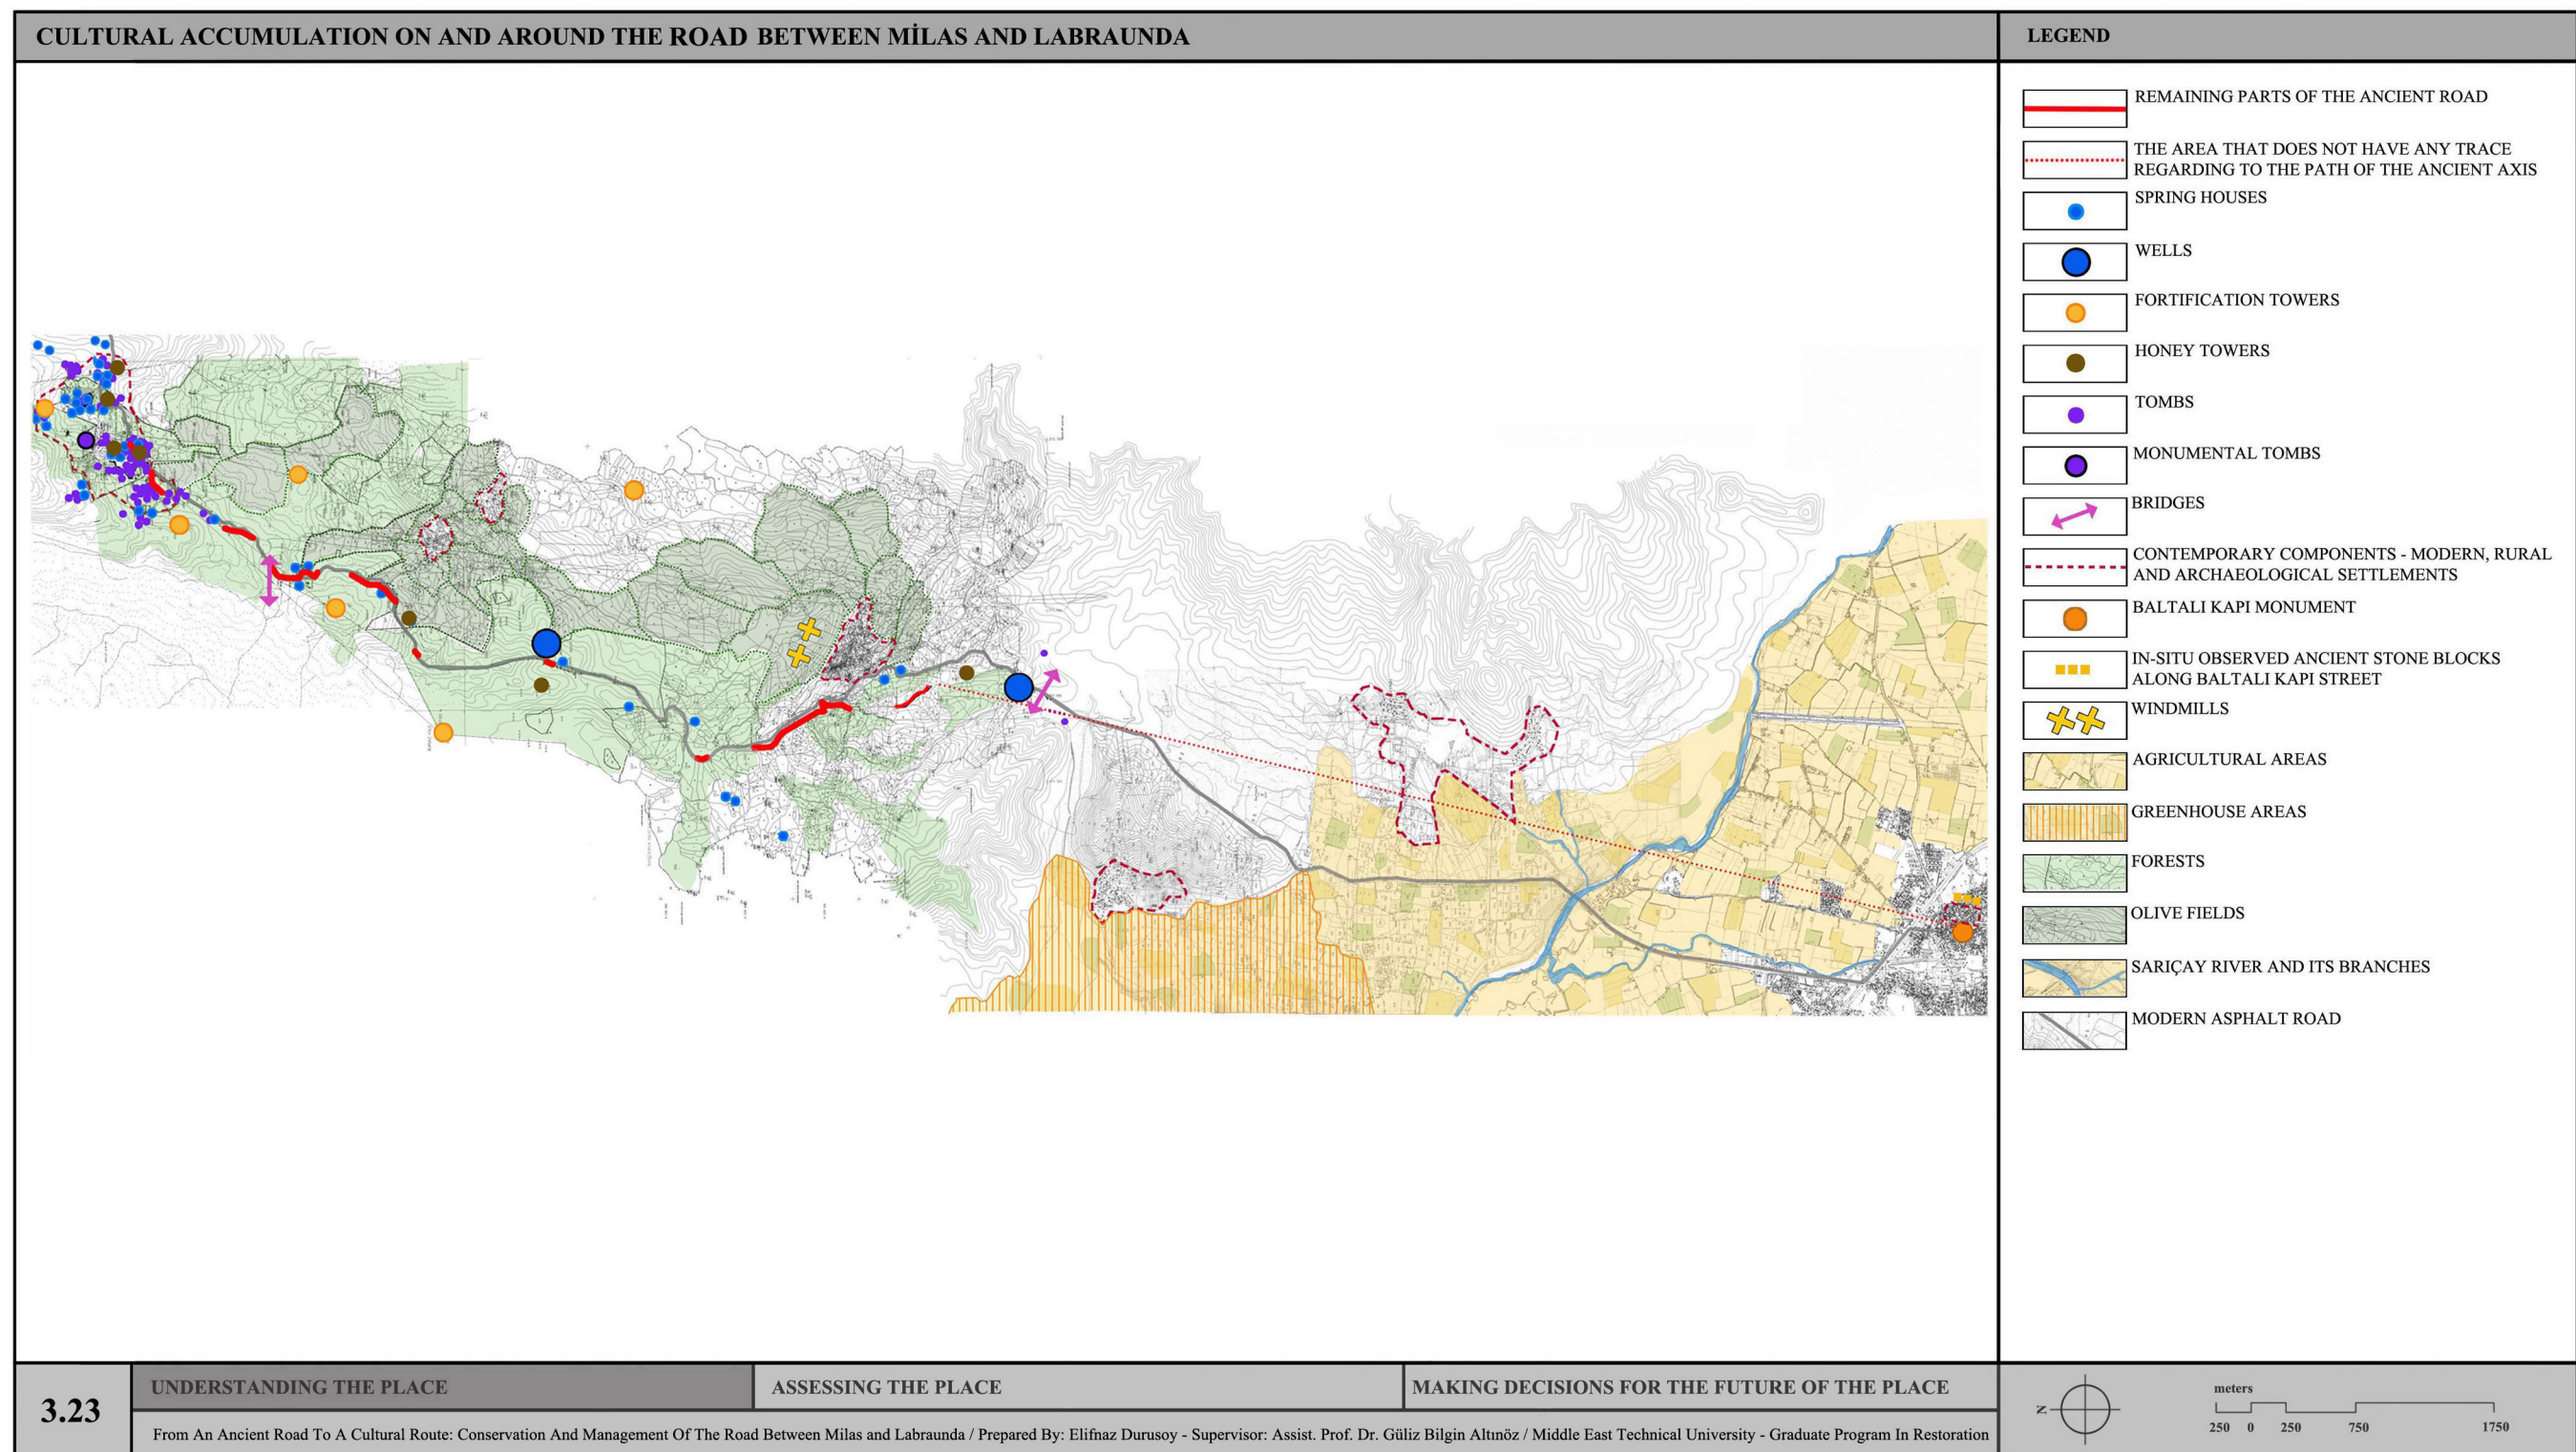 CULTURAL ACCUMULATION ON AND AROUND THE ROAD BETWEEN MİLAS AND LABRAUNDA
LEGEND
REMAINING PARTS OF THE ANCIENT ROAD
THE AREA THAT DOES NOT HAVE ANY TRACE
REGARDING TO THE PATH OF THE ANCIENT AXIS
SPRING HOUSES
WELLS
FORTIFICATION TOWERS
HONEY TOWERS
TOMBS
MONUMENTAL TOMBS
BRIDGES
CONTEMPORARY COMPONENTS - MODERN, RURAL
AND ARCHAEOLOGICAL SETTLEMENTS
BALTALI KAPI MONUMENT
IN-SITU OBSERVED ANCIENT STONE BLOCKS
ALONG BALTALI KAPI STREET
WINDMILLS
AGRICULTURAL AREAS
GREENHOUSE AREAS
FORESTS
OLIVE FIELDS
SARIÇAY RIVER AND ITS BRANCHES
MODERN ASPHALT ROAD
3.23
UNDERSTANDING THE PLACE
ASSESSING THE PLACE
MAKING DECISIONS FOR THE FUTURE OF THE PLACE
From An Ancient Road To A Cultural Route: Conservation And Management Of The Road Between Milas and Labraunda / Prepared By: Elifnaz Durusoy - Supervisor: Assist. Prof. Dr. Güliz Bilgin Altınöz / Middle East Technical University - Graduate Program In Restoration
N
meters
250 0 250 750 1750